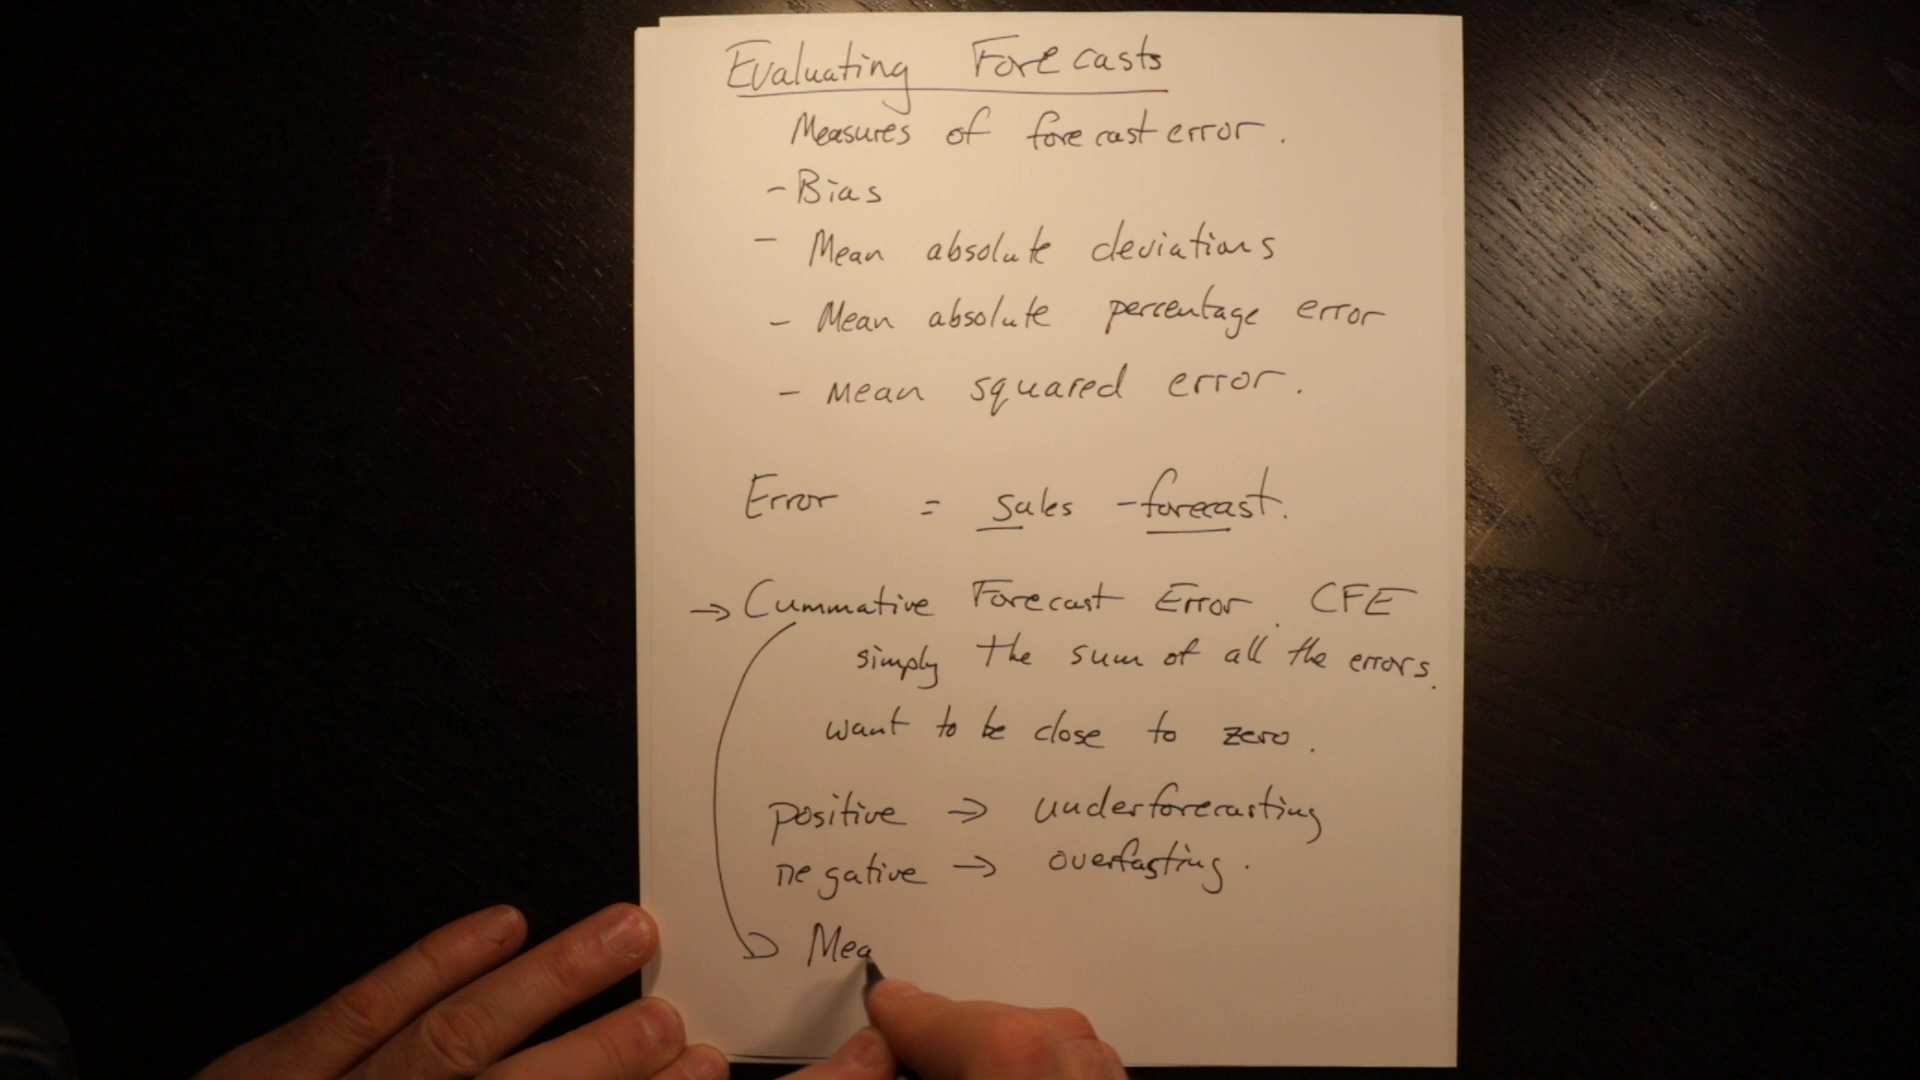 Evaluating Forecasts
Measures of forecast error.
- Bias
- Mean absolute deviations
- Mean absolute percentage error
- Mean squared error.
Error = sales - forecast.
→ Cummative Forecast Error. CFE
simply the sum of all the errors.
want to be close to zero.
positive → underforecasting
negative → overfasting.
Mea